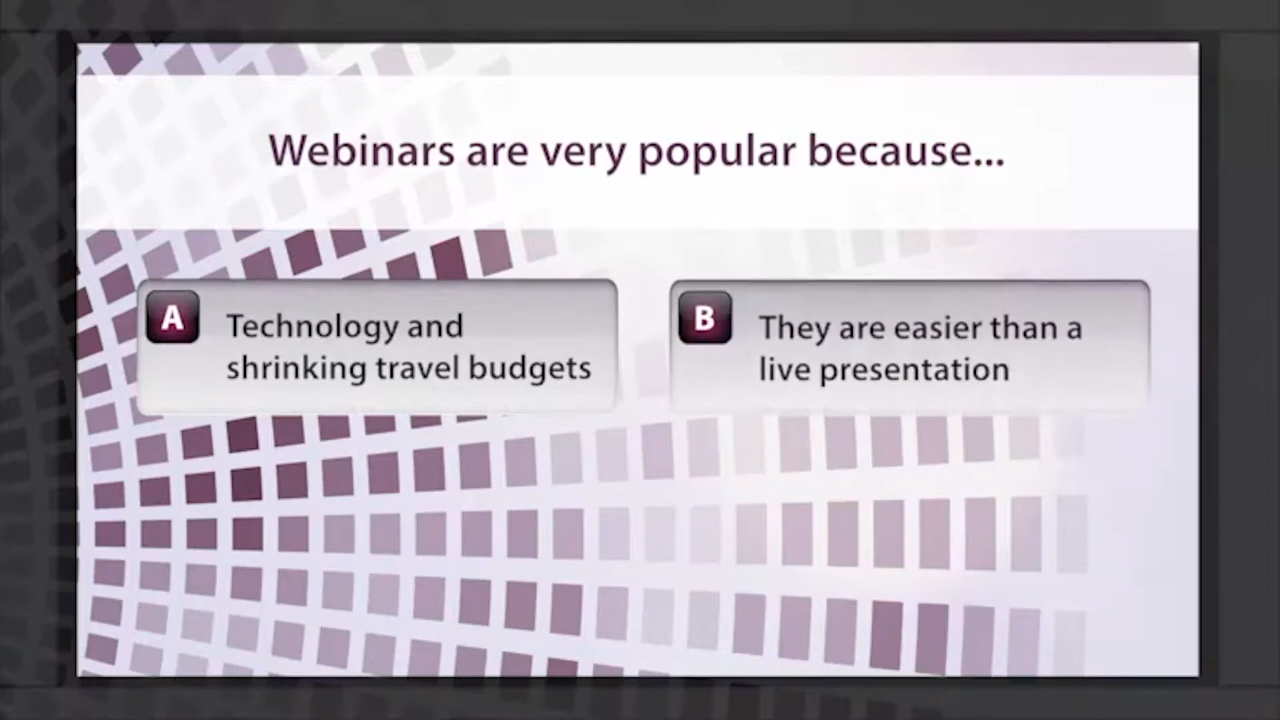 Webinars are very popular because...
A
Technology and
shrinking travel budgets
B
They are easier than a
live presentation